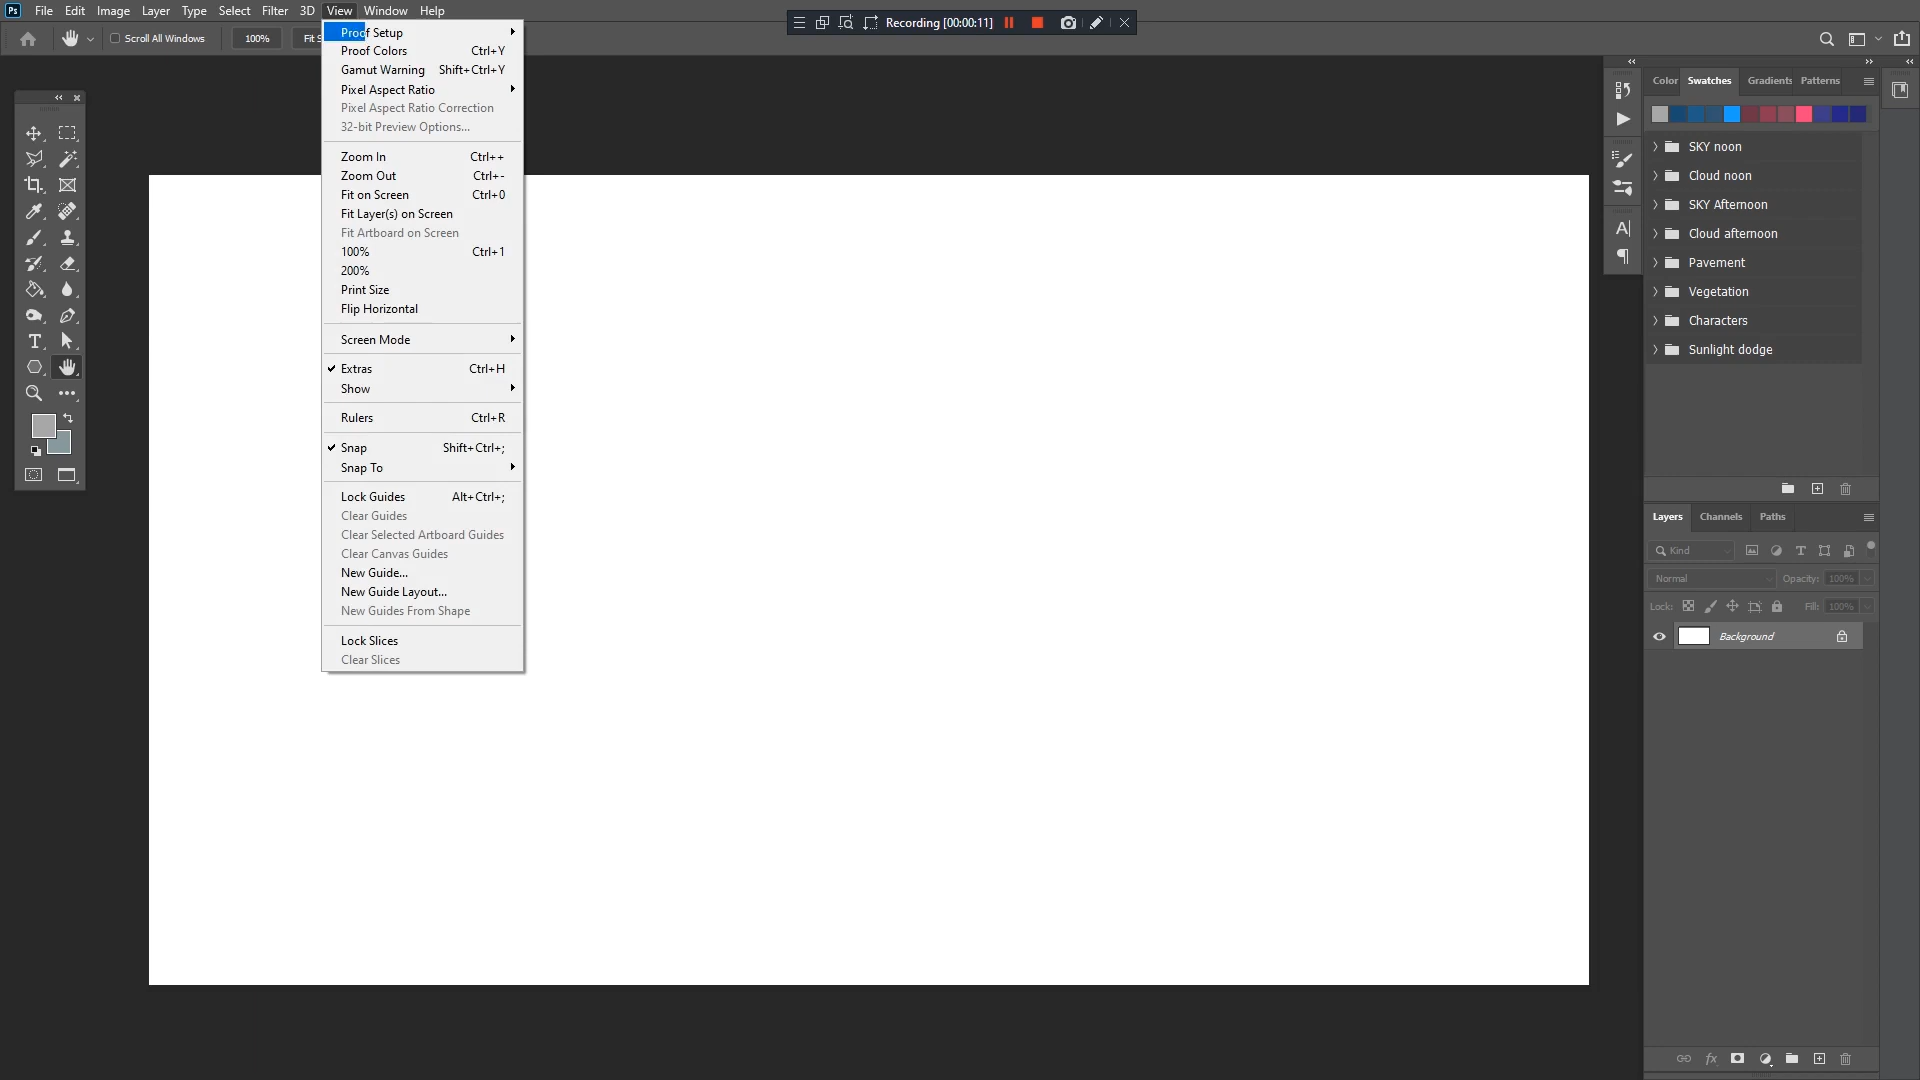 Ps File Edit Image Layer Type Select Filter 3D View Window Help
Recording [00:00:11]
Scroll All Windows 100% Fit S
Proof Setup
Proof Colors Ctrl+Y
Gamut Warning Shift+Ctrl+Y
Pixel Aspect Ratio
Pixel Aspect Ratio Correction
32-bit Preview Options...
Zoom In Ctrl++
Zoom Out Ctrl+-
Fit on Screen Ctrl+0
Fit Layer(s) on Screen
Fit Artboard on Screen
100% Ctrl+1
200%
Print Size
Flip Horizontal
Screen Mode
Extras Ctrl+H
Show
Rulers Ctrl+R
Snap Shift+Ctrl+;
Snap To
Lock Guides Alt+Ctrl+;
Clear Guides
Clear Selected Artboard Guides
Clear Canvas Guides
New Guide...
New Guide Layout...
New Guides From Shape
Lock Slices
Clear Slices
Color Swatches Gradients Patterns
SKY noon
Cloud noon
SKY Afternoon
Cloud afternoon
Pavement
Vegetation
Characters
Sunlight dodge
Layers Channels Paths
Kind
Normal Opacity: 100%
Lock: Fill: 100%
Background